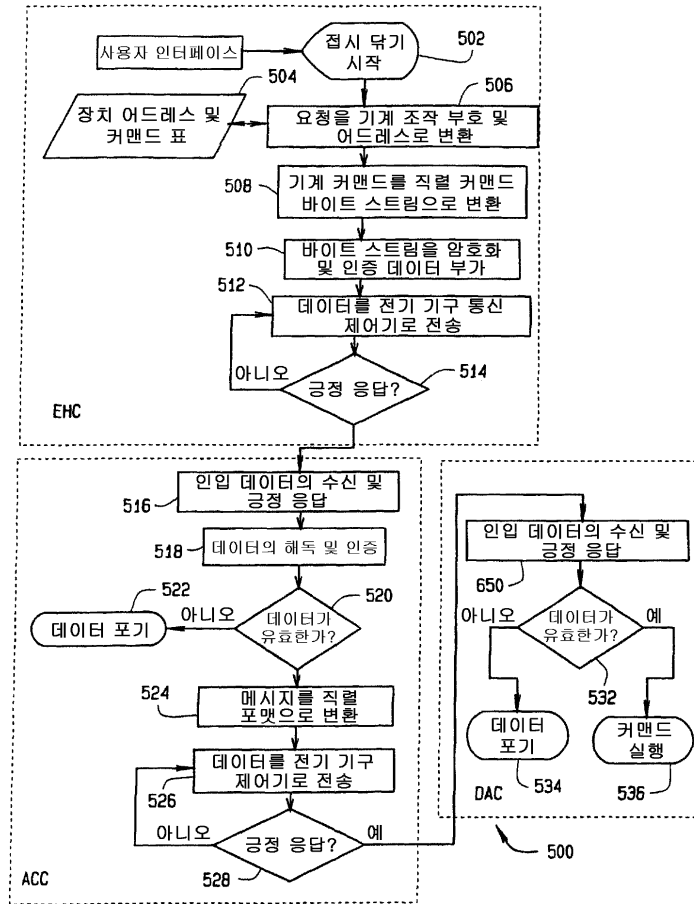 사용자 인터페이스
접시 닦기
시작
502
504
장치 어드레스 및
커맨드 표
506
요청을 기계 조작 부호 및
어드레스로 변환
508
기계 커맨드를 직렬 커맨드
바이트 스트림으로 변환
510
바이트 스트림을 암호화
및 인증 데이터 부가
512
데이터를 전기 기구 통신
제어기로 전송
아니오
긍정 응답?
514
EHC
516
인입 데이터의 수신 및
긍정 응답
518
데이터의 해독 및 인증
522
데이터 포기
아니오
데이터가
유효한가?
520
524
메시지를 직렬
포맷으로 변환
데이터를 전기 기구
제어기로 전송
526
아니오
긍정 응답?
예
528
ACC
인입 데이터의 수신 및
긍정 응답
650
아니오
데이터가
유효한가?
예
532
데이터
포기
534
커맨드
실행
536
DAC
500